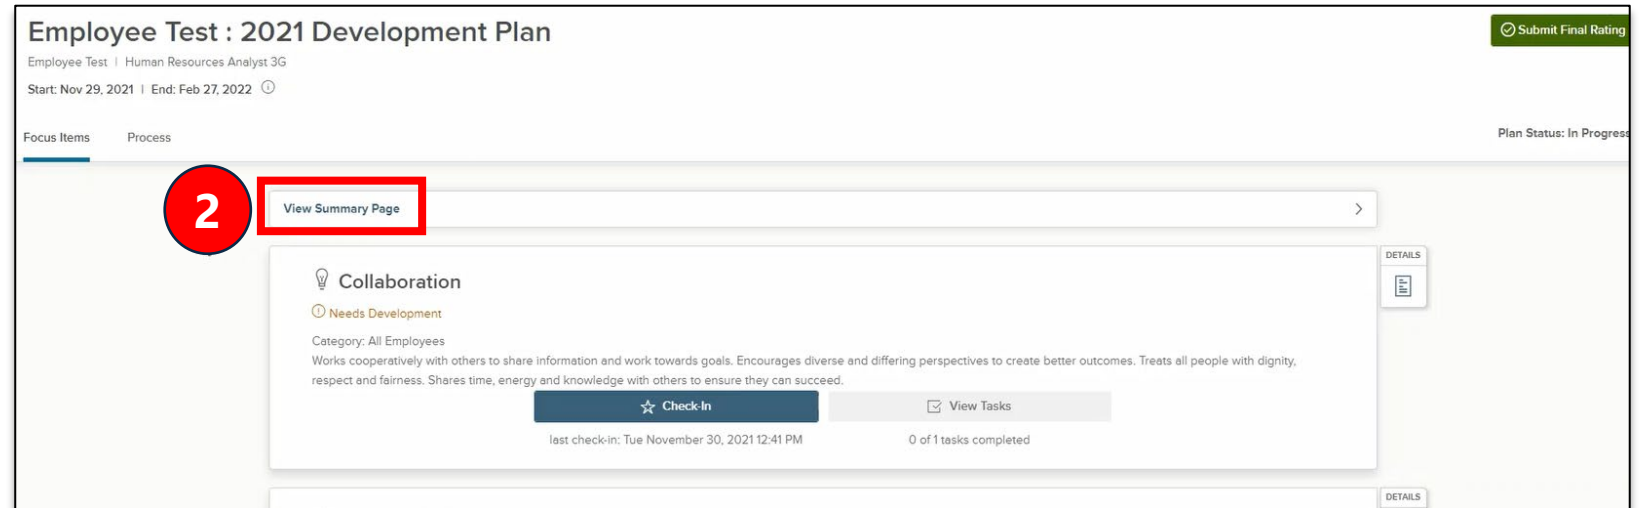 Employee Test : 2021 Development Plan
Submit Final Rating
Employee Test | Human Resources Analyst 3G
Start: Nov 29, 2021 | End: Feb 27, 2022
Focus Items
Process
Plan Status: In Progress
2
View Summary Page
DETAILS
Collaboration
Needs Development
Category: All Employees
Works cooperatively with others to share information and work towards goals. Encourages diverse and differing perspectives to create better outcomes. Treats all people with dignity,
respect and fairness. Shares time, energy and knowledge with others to ensure they can succeed.
Check-In
View Tasks
last check-in: Tue November 30, 2021 12:41 PM
0 of 1 tasks completed
DETAILS